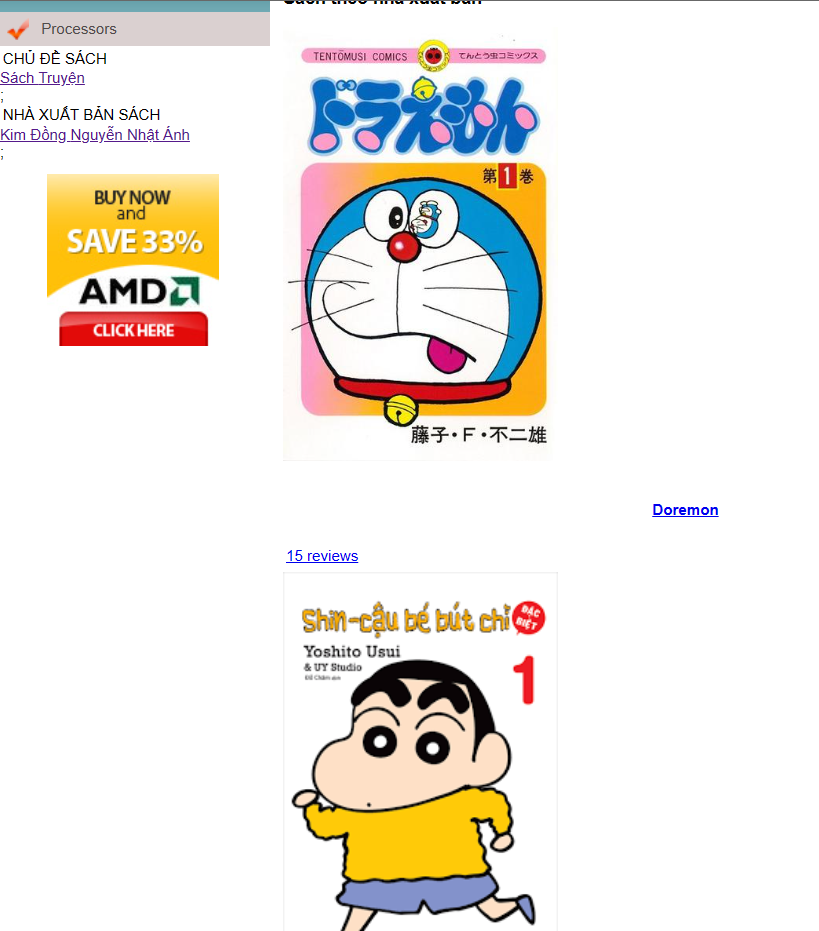 Processors
CHỦ ĐỀ SÁCH
Sách Truyện
;
NHÀ XUẤT BẢN SÁCH
Kim Đồng Nguyễn Nhật Ánh
;
BUY NOW
and
SAVE 33%
AMD
CLICK HERE
Sách theo nhà xuất bản
TENTŌMUSI COMICS
てんとう虫コミックス
ドラえもん
第1巻
藤子・F・不二雄
Doremon
15 reviews
Shin-cậu bé bút chì
ĐẶC
BIỆT
Yoshito Usui
& UY Studio
1